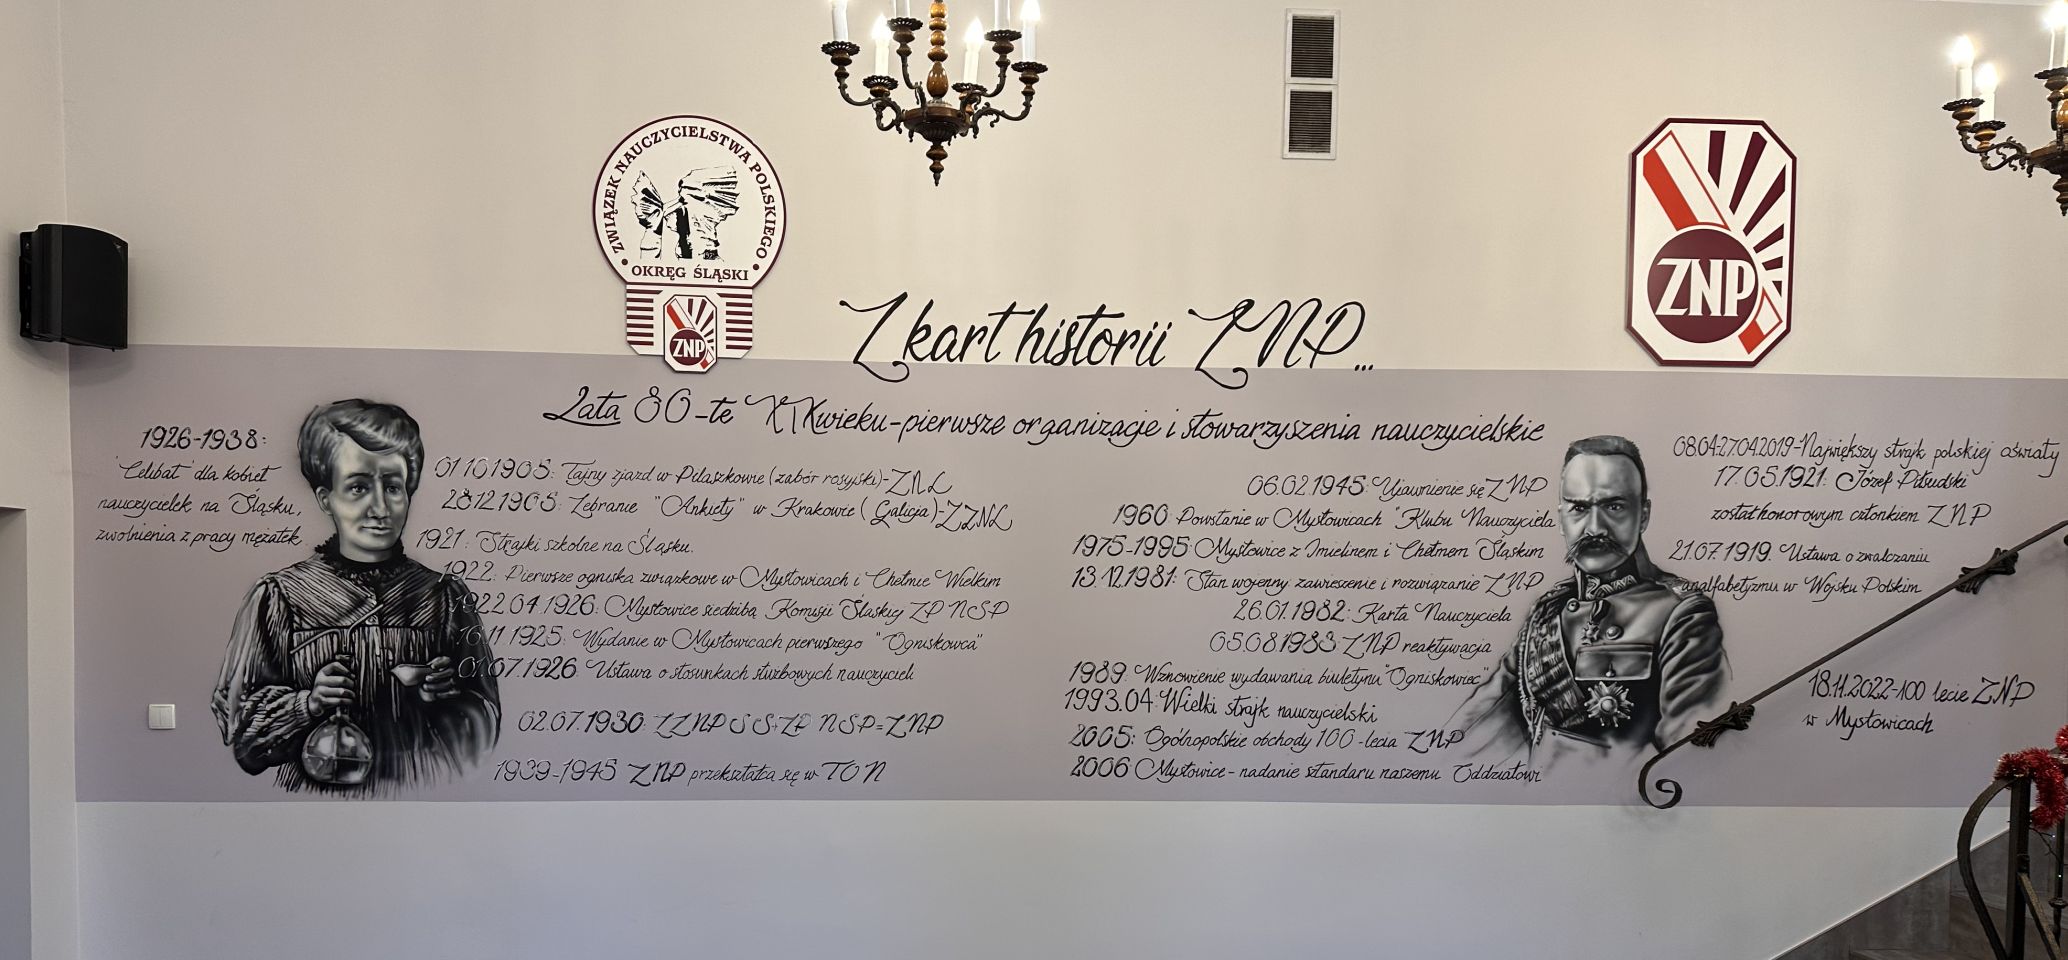 ZWIĄZEK NAUCZYCIELSTWA POLSKIEGO
OKRĘG ŚLĄSKI
ZNP
ZNP
Z kart historii ZNP...
Lata 80-te XIXwieku-pierwsze organizacje i stowarzyszenia nauczycielskie
1926-1938:
"Celibat" dla kobiet
nauczycielek na Śląsku,
zwolnienia z pracy mężatek
01.10.1905: Tajny zjazd w Pilaszkowie (zabór rosyjski)-ZNL
28.12.1905: Zebranie "Ankiety" w Krakowie (Galicja)-ZZNL
1921: Strajki szkolne na Śląsku.
1922: Pierwsze ogniska związkowe w Mysłowicach i Chełmie Wielkim
1922.04.1926: Mysłowice siedzibą Komisji Śląskiej ZPNSP
16.11.1925: Wydanie w Mysłowicach pierwszego "Ogniskowca"
01.07.1926: Ustawa o stosunkach służbowych nauczycieli
02.07.1930: ZZNPSS+ZP NSP=ZNP
1939-1945 ZNP przekształca się w TON
06.02.1945: Ujawnienie się ZNP
1960: Powstanie w Mysłowicach "Klubu Nauczyciela
1975-1995: Mysłowice z Imielinem i Chełmem Śląskim
13.12.1981: Stan wojenny zawieszenie i rozwiązanie ZNP
26.01.1982: Karta Nauczyciela
05.08.1983: ZNP reaktywacja
1989: Wznowienie wydawania biuletynu "Ogniskowiec"
1993.04: Wielki strajk nauczycielski
2005: Ogólnopolskie obchody 100-lecia ZNP
2006 Mysłowice - nadanie sztandaru naszemu Oddziałowi
08.04.27.04.2019-Największy strajk polskiej oświaty
17.05.1921: Józef Piłsudski
został honorowym członkiem ZNP
21.07.1919: Ustawa o zwalczaniu
analfabetyzmu w Wojsku Polskim
18.11.2022-100 lecie ZNP
w Mysłowicach